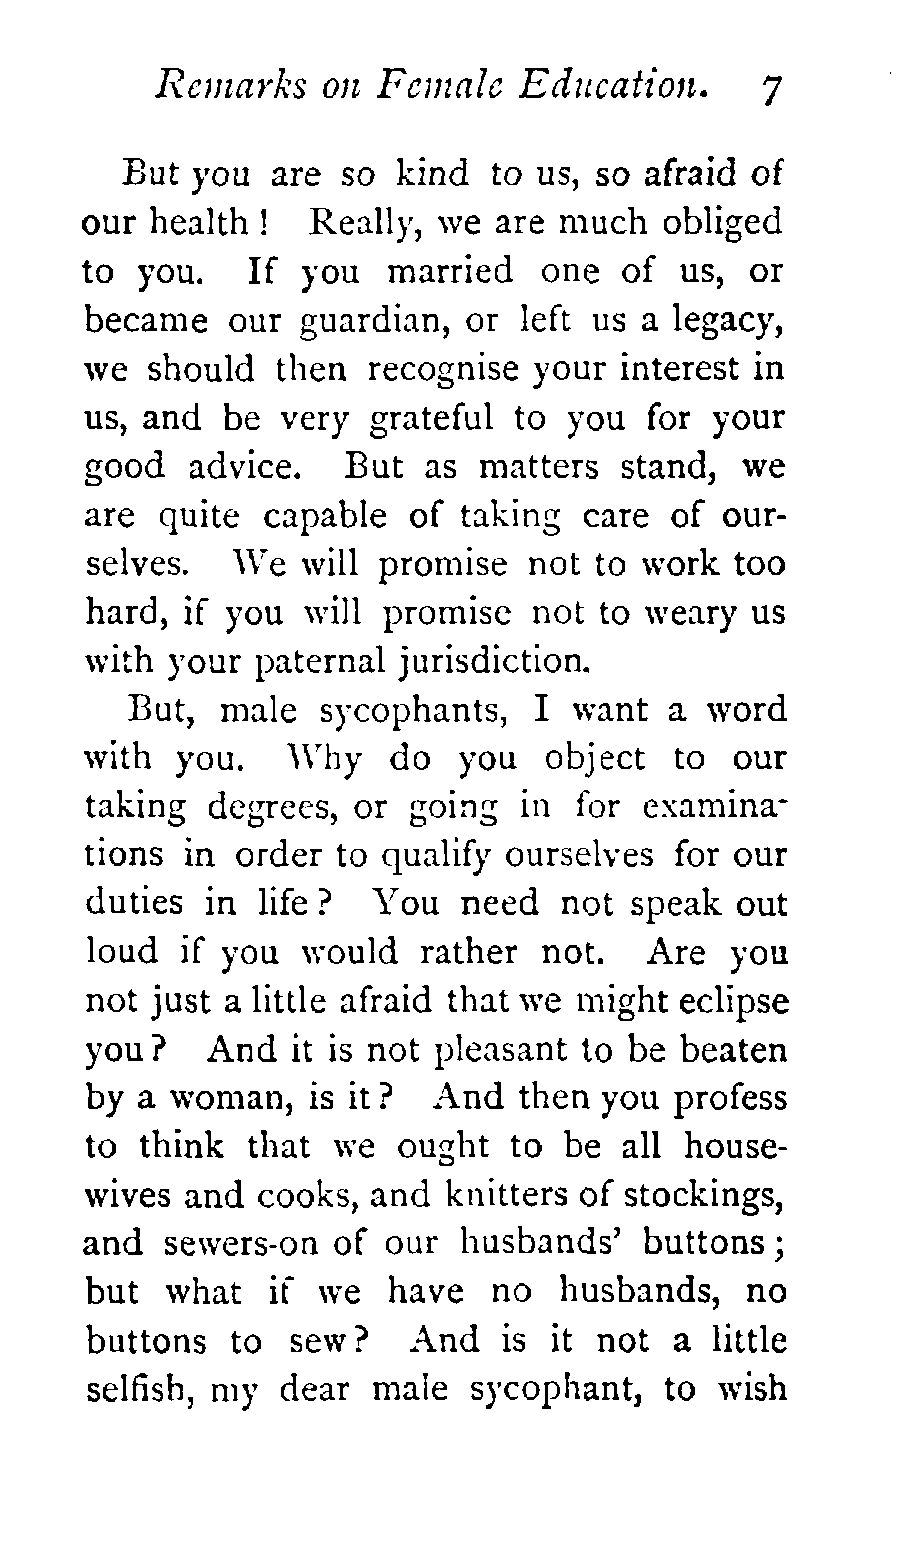 Remarks on Female Education. 7
But you are so kind to us, so afraid of
our health ! Really, we are much obliged
to you. If you married one of us, or
became our guardian, or left us a legacy,
we should then recognise your interest in
us, and be very grateful to you for your
good advice. But as matters stand, we
are quite capable of taking care of our-
selves. We will promise not to work too
hard, if you will promise not to weary us
with your paternal jurisdiction.
But, male sycophants, I want a word
with you. Why do you object to our
taking degrees, or going in for examina-
tions in order to qualify ourselves for our
duties in life ? You need not speak out
loud if you would rather not. Are you
not just a little afraid that we might eclipse
you ? And it is not pleasant to be beaten
by a woman, is it ? And then you profess
to think that we ought to be all house-
wives and cooks, and knitters of stockings,
and sewers-on of our husbands' buttons ;
but what if we have no husbands, no
buttons to sew ? And is it not a little
selfish, my dear male sycophant, to wish